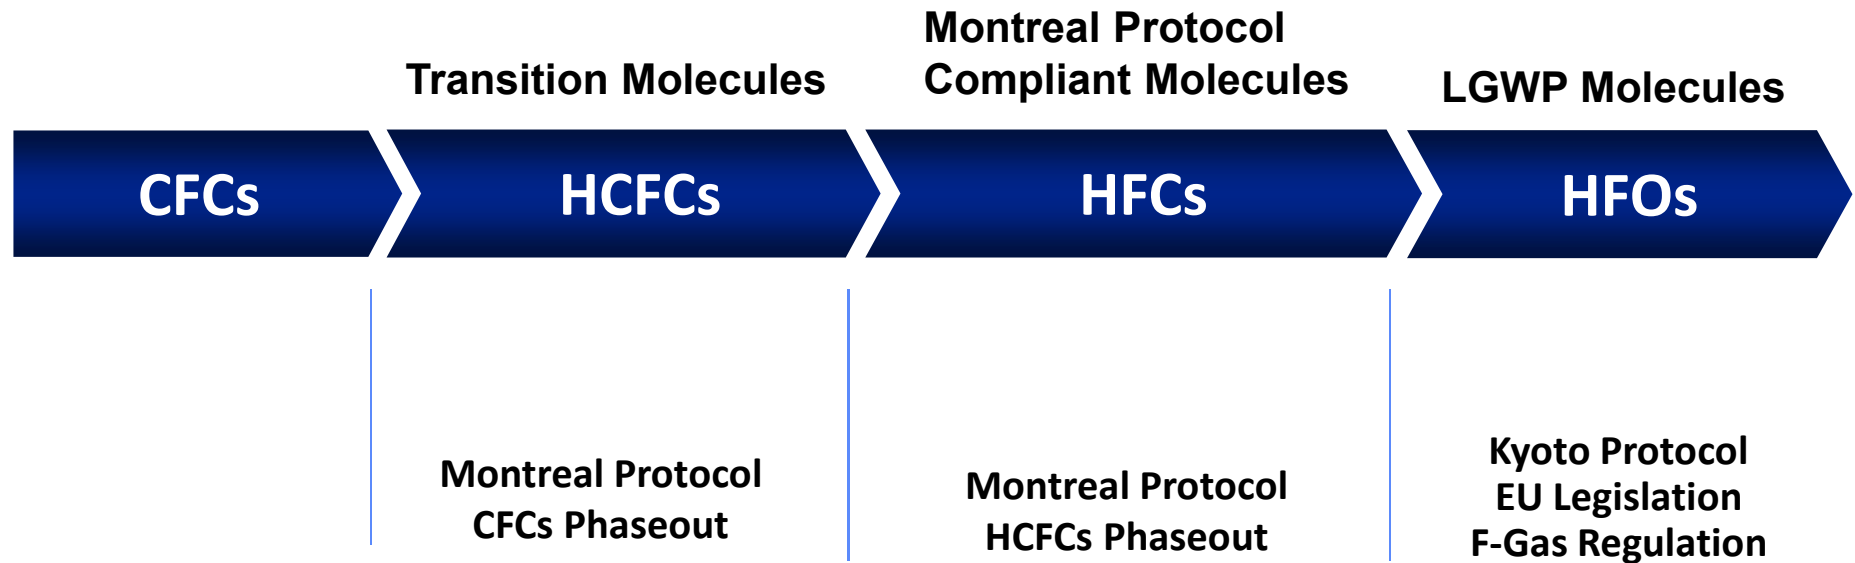 Transition Molecules
Montreal Protocol
Compliant Molecules
LGWP Molecules
CFCs
HCFCs
HFCs
HFOs
Montreal Protocol
CFCs Phaseout
Montreal Protocol
HCFCs Phaseout
Kyoto Protocol
EU Legislation
F-Gas Regulation